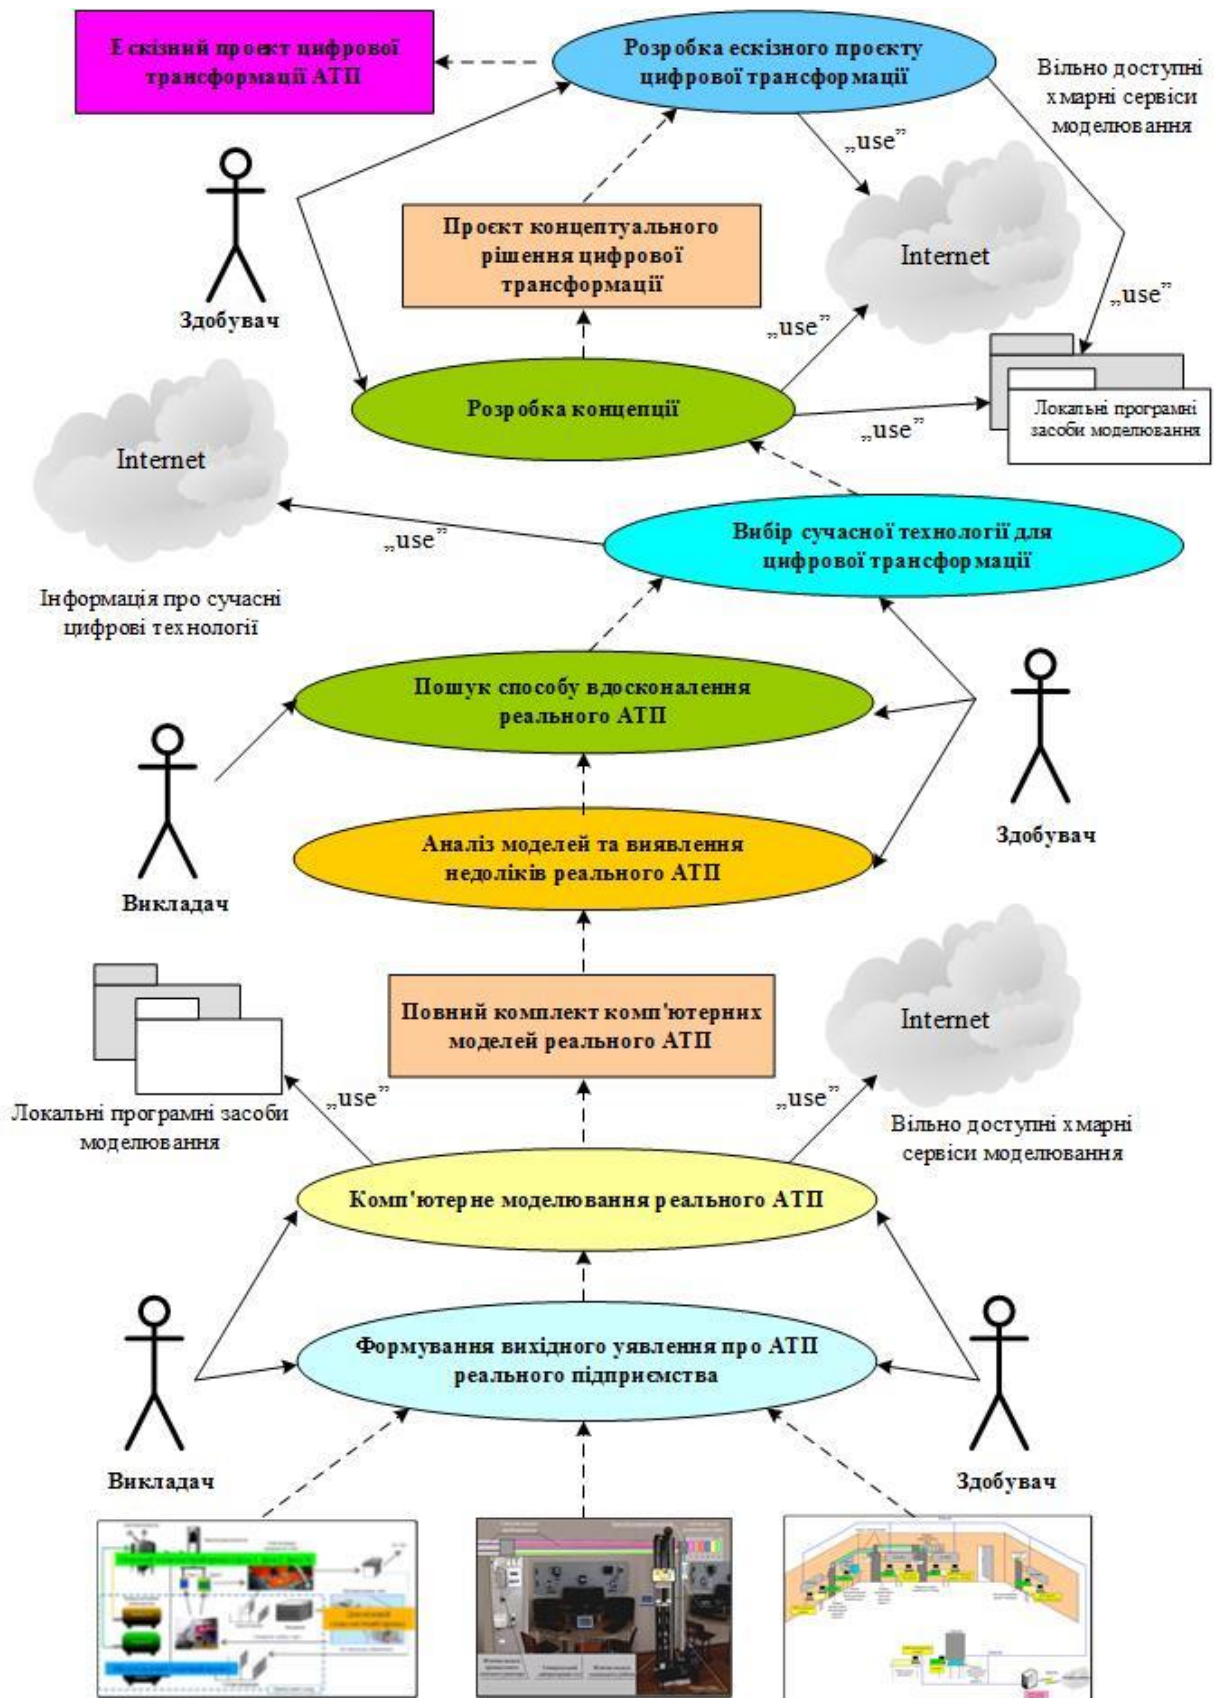 Ескізний проект цифрової
трансформації АТП
Розробка ескізного проєкту
цифрової трансформації
Вільно доступні
хмарні сервіси
моделювання
„use”
Проєкт концептуального
рішення цифрової
трансформації
Internet
„use”
Здобувач
„use”
Розробка концепції
„use”
Локальні програмні
засоби моделювання
Internet
Вибір сучасної технології для
цифрової трансформації
„use”
Інформація про сучасні
цифрові технології
Пошук способу вдосконалення
реального АТП
Здобувач
Аналіз моделей та виявлення
недоліків реального АТП
Викладач
Повний комплект комп'ютерних
моделей реального АТП
Internet
„use”
„use”
Локальні програмні засоби
моделювання
Вільно доступні хмарні
сервіси моделювання
Комп'ютерне моделювання реального АТП
Формування вихідного уявлення про АТП
реального підприємства
Викладач
Здобувач